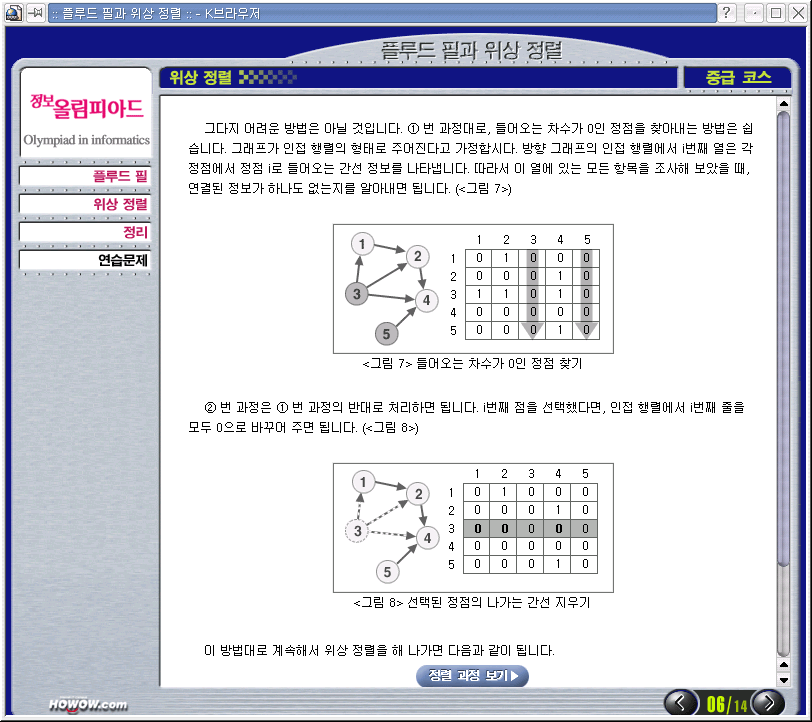 :: 플루드 필과 위상 정렬 :: - K브라우저
플루드 필과 위상 정렬
정보올림피아드
Olympiad in informatics
플루드 필
위상 정렬
정리
연습문제
위상 정렬
중급 코스
그다지 어려운 방법은 아닐 것입니다. ① 번 과정대로, 들어오는 차수가 0인 정점을 찾아내는 방법은 쉽
습니다. 그래프가 인접 행렬의 형태로 주어진다고 가정합시다. 방향 그래프의 인접 행렬에서 i번째 열은 각
정점에서 정점 i로 들어오는 간선 정보를 나타냅니다. 따라서 이 열에 있는 모든 항목을 조사해 보았을 때,
연결된 정보가 하나도 없는지를 알아내면 됩니다. (<그림 7>)
1
2
3
4
5
1 2 3 4 5
1 0 1 0 0 0
2 0 0 0 1 0
3 1 1 0 1 0
4 0 0 0 0 0
5 0 0 0 1 0
<그림 7> 들어오는 차수가 0인 정점 찾기
② 번 과정은 ① 번 과정의 반대로 처리하면 됩니다. i번째 점을 선택했다면, 인접 행렬에서 i번째 줄을
모두 0으로 바꾸어 주면 됩니다. (<그림 8>)
1
2
3
4
5
1 2 3 4 5
1 0 1 0 0 0
2 0 0 0 1 0
3 0 0 0 0 0
4 0 0 0 0 0
5 0 0 0 1 0
<그림 8> 선택된 정점의 나가는 간선 지우기
이 방법대로 계속해서 위상 정렬을 해 나가면 다음과 같이 됩니다.
정렬 과정 보기
HOWOW.com
06/14